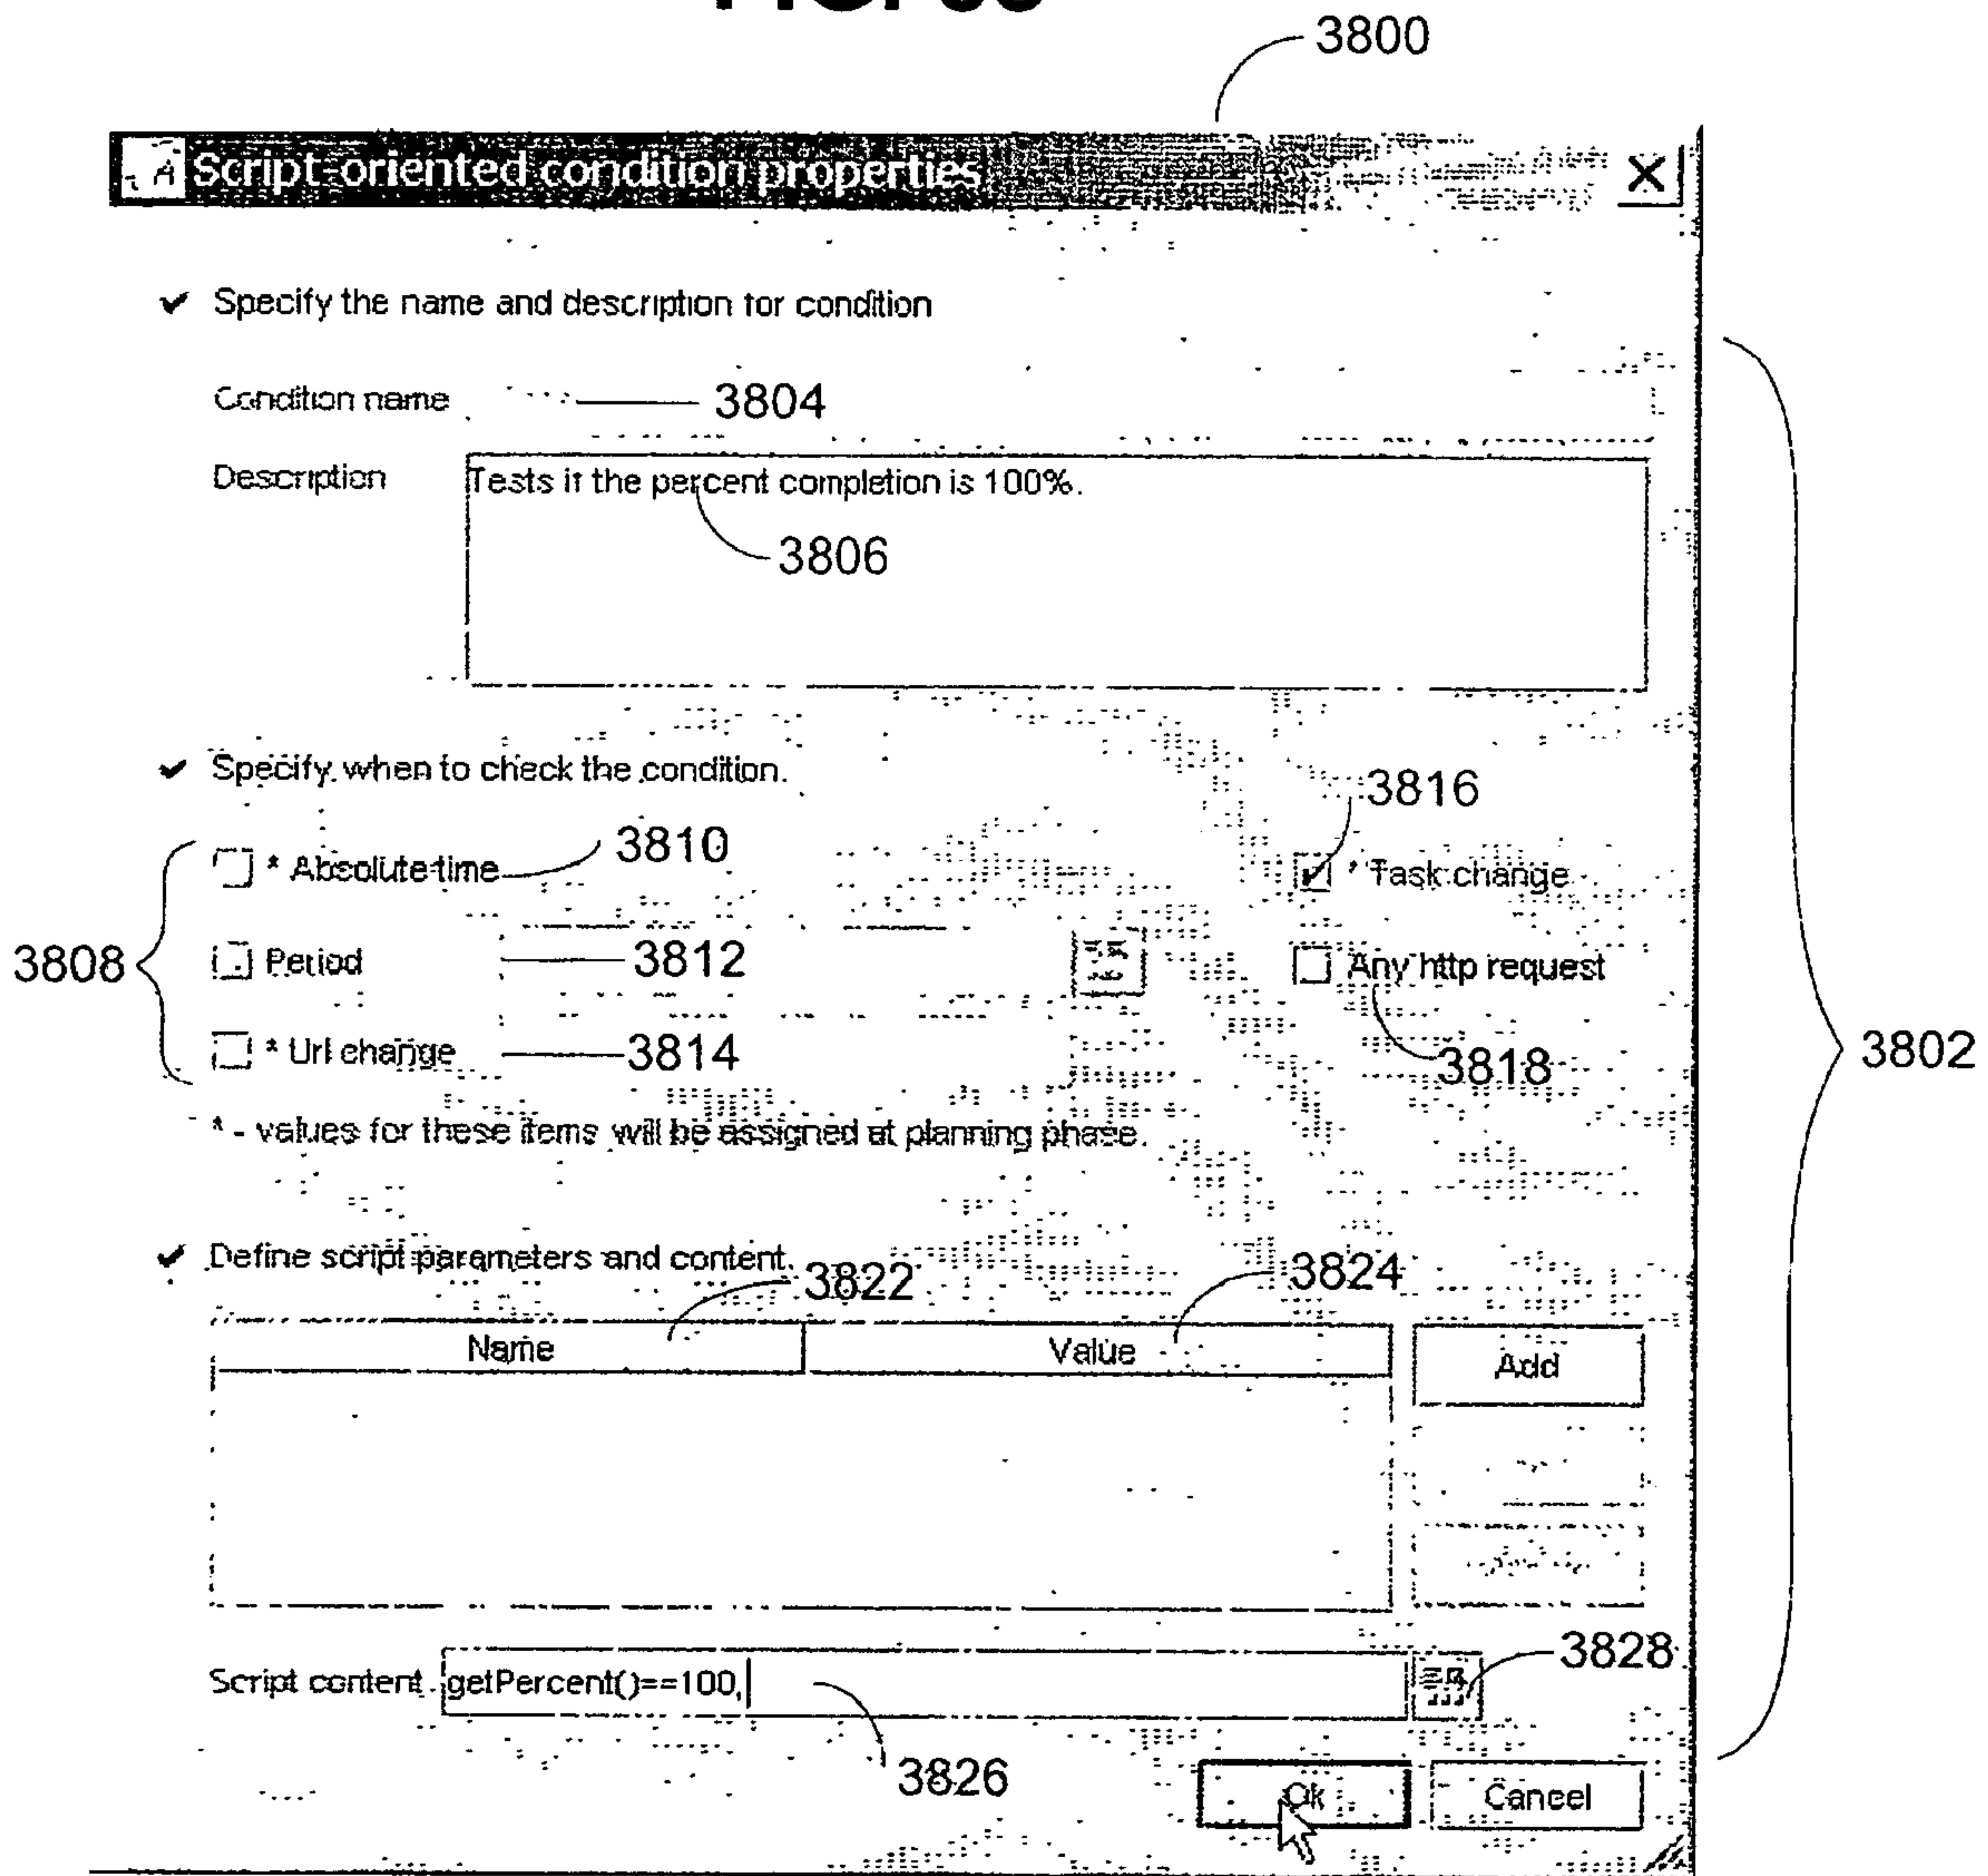 3800
Script-oriented condition properties
Specify the name and description for condition
Condition name 3804
Description Tests if the percent completion is 100%.
3806
Specify when to check the condition.
3816
* Absolute time 3810 * Task change
3808 Period 3812 Any http request
* Url change 3814 3818 3802
* - values for these items will be assigned at planning phase.
Define script parameters and content.
3822 3824
Name Value Add
3828
Script content getPercent()==100,
3826
Ok Cancel